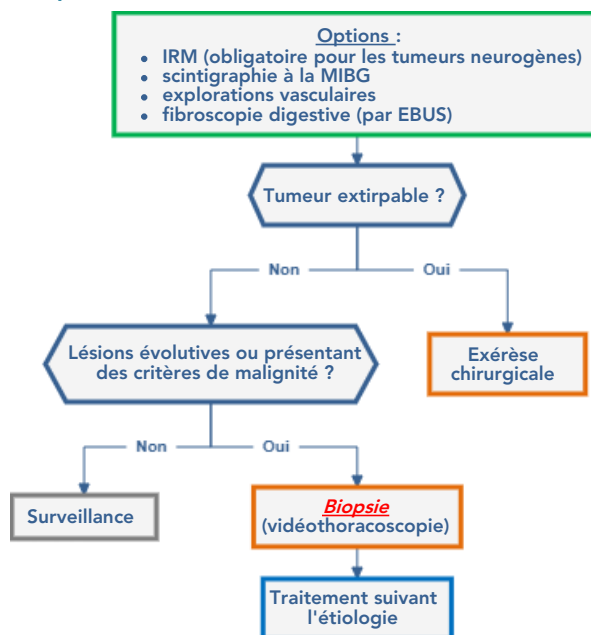 Options :
• IRM (obligatoire pour les tumeurs neurogènes)
• scintigraphie à la MIBG
• explorations vasculaires
• fibroscopie digestive (par EBUS)
Tumeur extirpable ?
Non
Oui
Lésions évolutives ou présentant
des critères de malignité ?
Exérèse
chirurgicale
Non
Oui
Surveillance
Biopsie
(vidéothoracoscopie)
Traitement suivant
l'étiologie